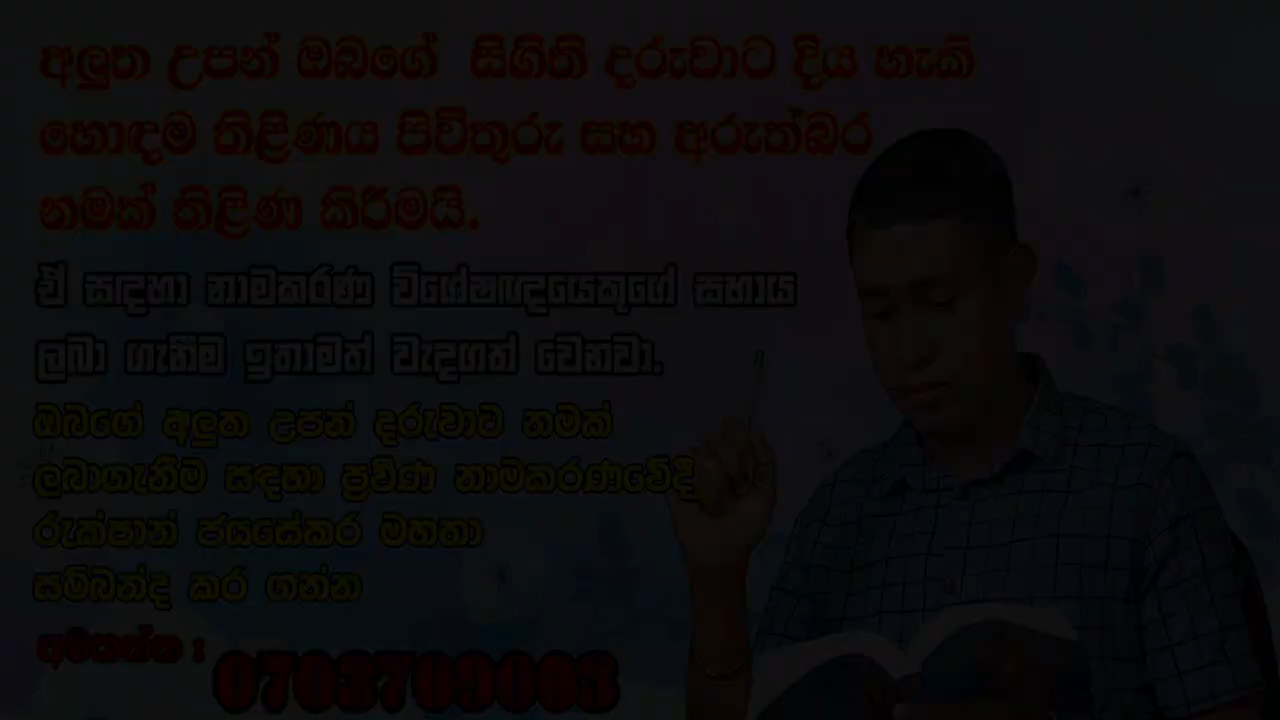 අලුත උපන් ඔබගේ සිගිති දරුවාට දිය හැකි
හොඳම තිළිණය පිවිතුරු සහ අරුත්බර
නමක් තිළිණ කිරීමයි.
ඒ සඳහා නාමකරණ විශේෂඥයෙකුගේ සහාය
ලබා ගැනීම ඉතාමත් වැදගත් වෙනවා.
ඔබගේ අලුත උපන් දරුවාට නමක්
ලබාගැනීම සඳහා ප්‍රවීණ නාමකරණවේදී
රුක්ෂාන් ජයසේකර මහතා
සම්බන්ද කර ගන්න
අමතන්න :